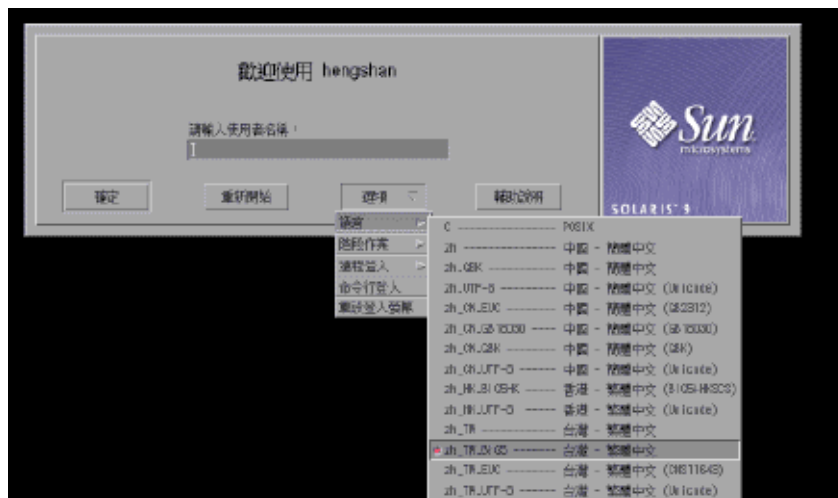 歡迎使用 hengshan
請輸入使用者名稱：
確定
重新開始
選項
輔助說明
Sun
microsystems
SOLARIS 9
語言
階段作業
遠程登入
命令行登入
重設登入螢幕
C ---------------- POSIX
zh --------------- 中國 - 簡體中文
zh.GBK ----------- 中國 - 簡體中文
zh.UTF-8 --------- 中國 - 簡體中文 (Unicode)
zh_CN.EUC -------- 中國 - 簡體中文 (GB2312)
zh_CN.GB18030 ---- 中國 - 簡體中文 (GB18030)
zh_CN.GBK -------- 中國 - 簡體中文 (GBK)
zh_CN.UTF-8 ------ 中國 - 簡體中文 (Unicode)
zh_HK.BIG5HK ----- 香港 - 繁體中文 (BIG5+HKSCS)
zh_HK.UTF-8 ------ 香港 - 繁體中文 (Unicode)
zh_TW ------------ 台灣 - 繁體中文
zh_TW.BIG5 ------- 台灣 - 繁體中文
zh_TW.EUC -------- 台灣 - 繁體中文 (CNS11643)
zh_TW.UTF-8 ------ 台灣 - 繁體中文 (Unicode)